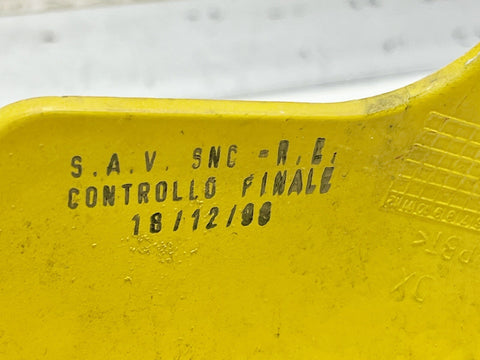 S.A.V. SNC - R.E.
CONTROLLO FINALE
18/12/98